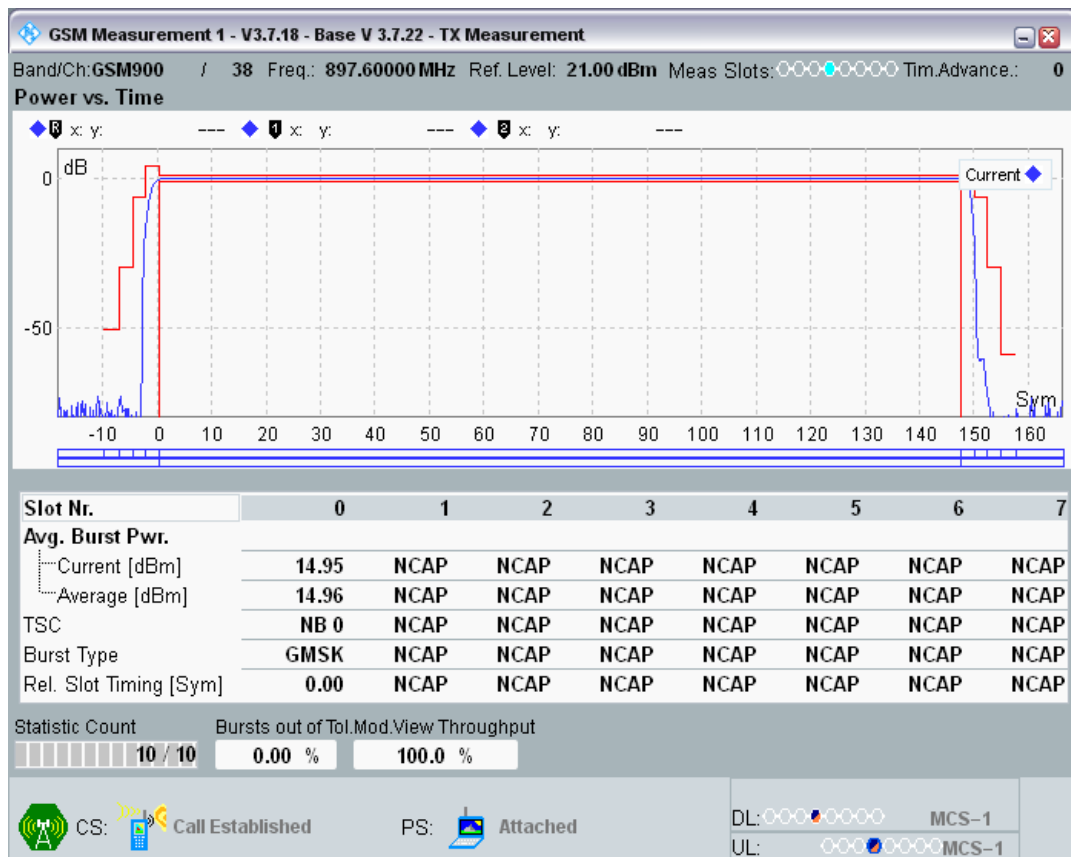 GSM Measurement 1 - V3.7.18 - Base V 3.7.22 - TX Measurement
Band/Ch:GSM900 / 38 Freq.: 897.60000 MHz Ref. Level: 21.00 dBm Meas Slots: Tim.Advance.: 0
Power vs. Time
R x: y: --- 1 x: y: --- 2 x: y: ---
dB
0
Current
-50
Sym
-10 0 10 20 30 40 50 60 70 80 90 100 110 120 130 140 150 160
Slot Nr. 0 1 2 3 4 5 6 7
Avg. Burst Pwr.
Current [dBm] 14.95 NCAP NCAP NCAP NCAP NCAP NCAP NCAP
Average [dBm] 14.96 NCAP NCAP NCAP NCAP NCAP NCAP NCAP
TSC NB 0 NCAP NCAP NCAP NCAP NCAP NCAP NCAP
Burst Type GMSK NCAP NCAP NCAP NCAP NCAP NCAP NCAP
Rel. Slot Timing [Sym] 0.00 NCAP NCAP NCAP NCAP NCAP NCAP NCAP
Statistic Count Bursts out of Tol.Mod.View Throughput
10 / 10 0.00 % 100.0 %
CS: Call Established PS: Attached
DL: MCS-1
UL: MCS-1